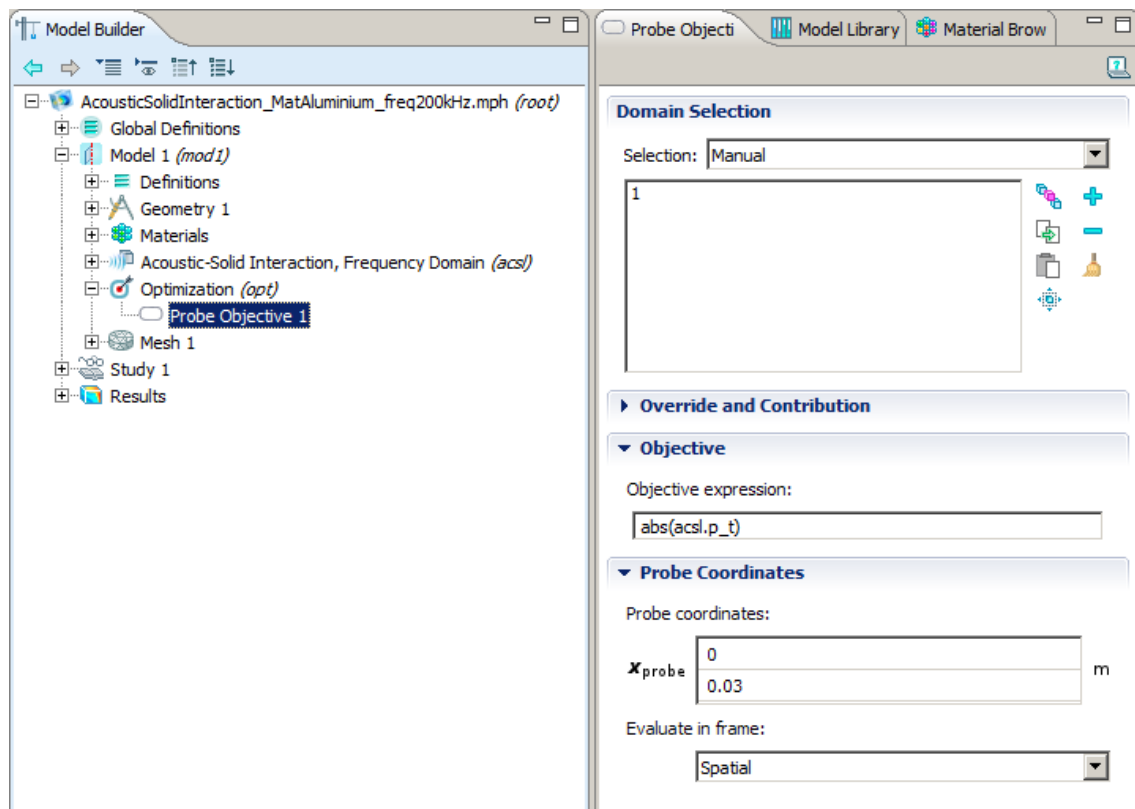 Model Builder
AcousticSolidInteraction_MatAluminium_freq200kHz.mph (root)
Global Definitions
Model 1 (mod1)
Definitions
Geometry 1
Materials
Acoustic-Solid Interaction, Frequency Domain (acsl)
Optimization (opt)
Probe Objective 1
Mesh 1
Study 1
Results
Probe Objecti
Model Library
Material Brow
Domain Selection
Selection: Manual
1
Override and Contribution
Objective
Objective expression:
abs(acsl.p_t)
Probe Coordinates
Probe coordinates:
xprobe
0
0.03
m
Evaluate in frame:
Spatial